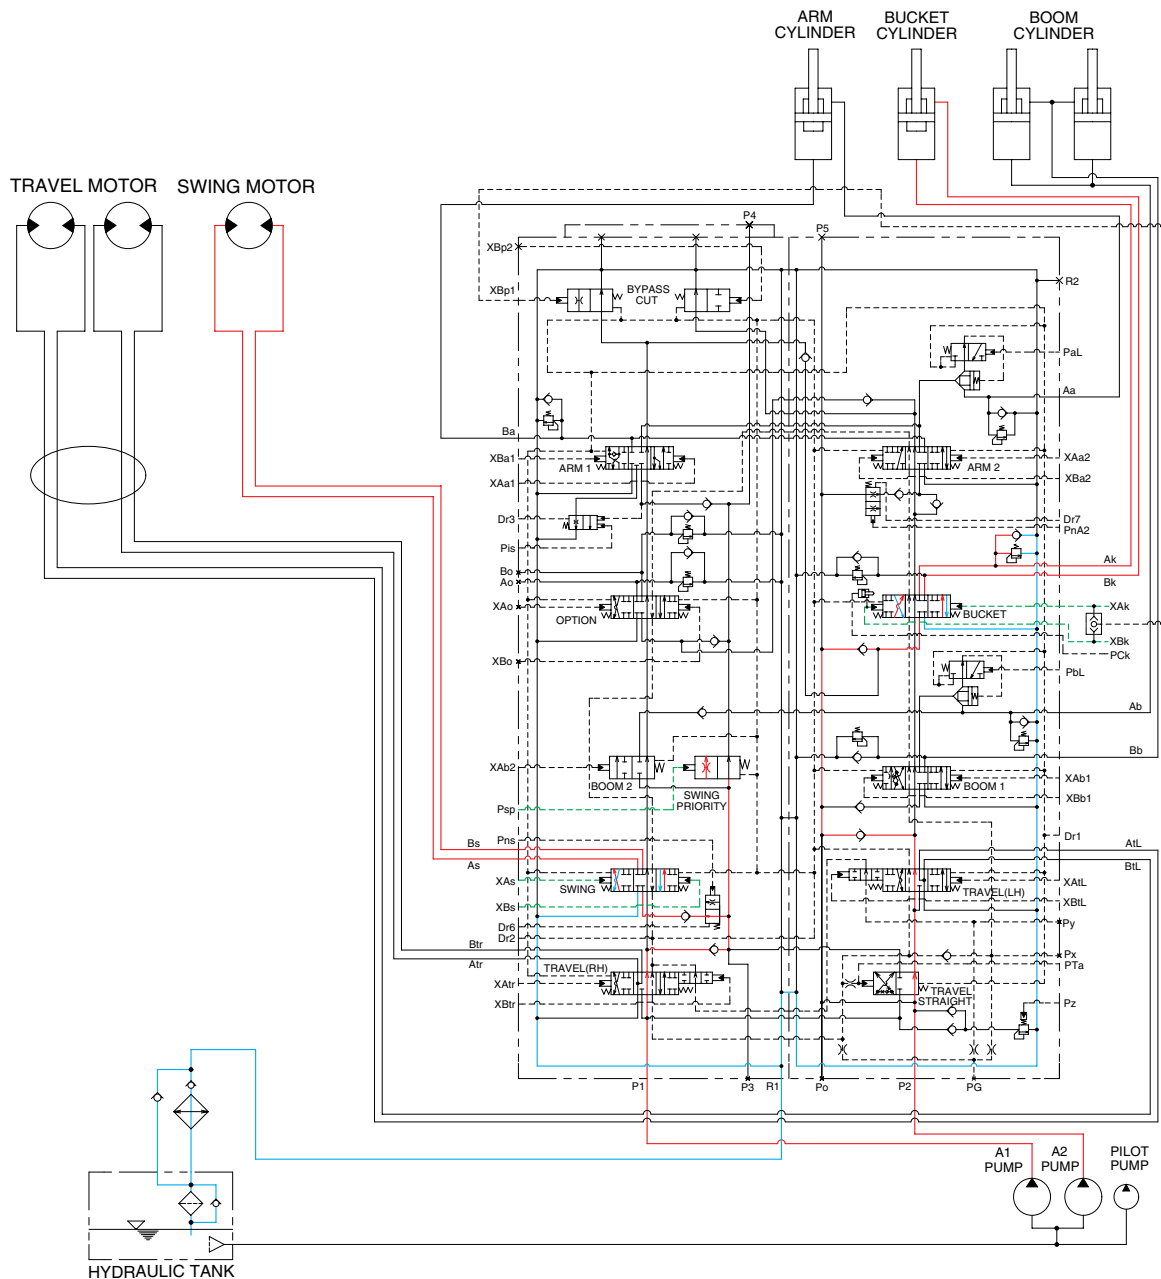 ARM
CYLINDER
BUCKET
CYLINDER
BOOM
CYLINDER
TRAVEL MOTOR
SWING MOTOR
P4
P5
XBp2
R2
XBp1
BYPASS
CUT
PaL
Aa
Ba
XBa1
ARM 1
ARM 2
XAa2
XAa1
XBa2
Dr3
Dr7
PnA2
Pis
Ak
Bo
Ao
Bk
XAo
OPTION
BUCKET
XAk
XBk
PCk
XBo
PbL
Ab
Bb
XAb2
BOOM 2
SWING
PRIORITY
BOOM 1
XAb1
XBb1
Psp
Pns
Dr1
Bs
AtL
As
BtL
XAs
SWING
TRAVEL(LH)
XAtL
XBs
XBtL
Dr6
Py
Dr2
Btr
Px
Atr
TRAVEL(RH)
PTa
XAtr
TRAVEL
STRAIGHT
XBtr
Pz
P1
P3
R1
Po
P2
PG
A1
PUMP
A2
PUMP
PILOT
PUMP
HYDRAULIC TANK